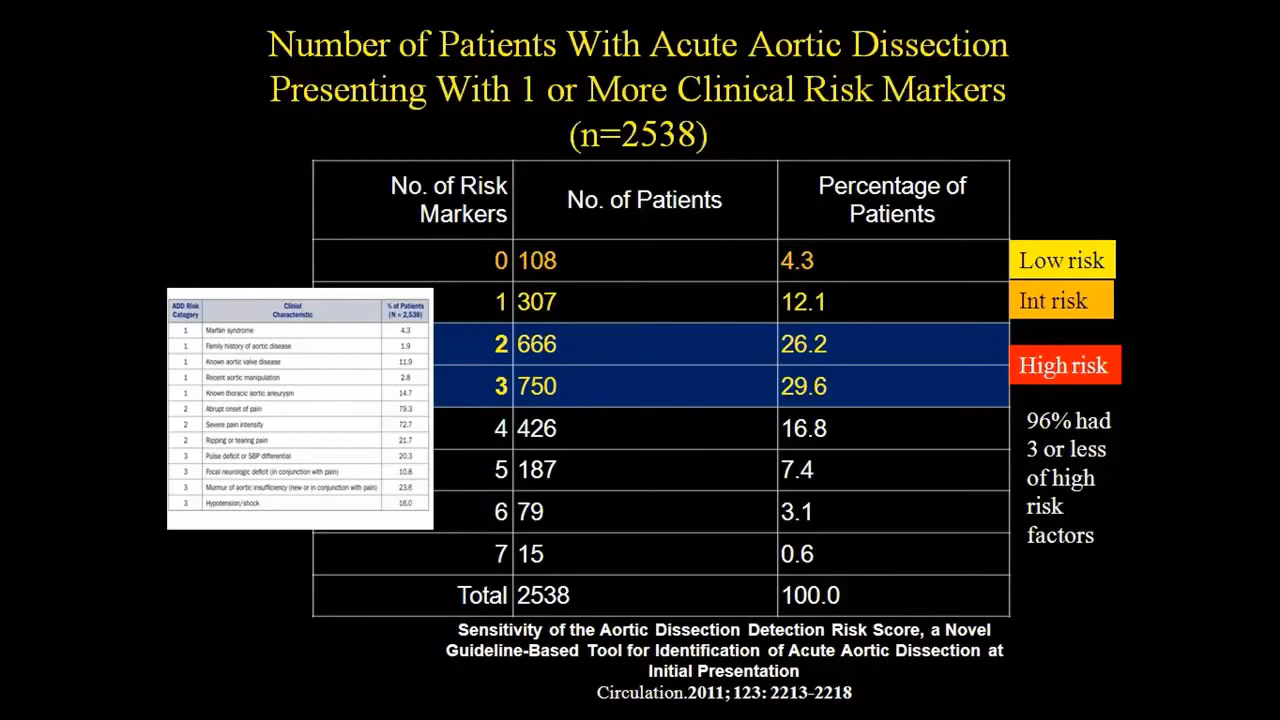 Number of Patients With Acute Aortic Dissection
Presenting With 1 or More Clinical Risk Markers
(n=2538)
No. of Risk Markers No. of Patients Percentage of Patients
0 108 4.3 Low risk
1 307 12.1 Int risk
2 666 26.2
3 750 29.6
High risk
4 426 16.8
5 187 7.4
6 79 3.1
7 15 0.6
Total 2538 100.0
96% had
3 or less
of high
risk
factors
ADD Risk Category Clinial Characteristic % of Patients (N = 2,538)
1 Marfan syndrome 4.3
1 Family history of aortic disease 1.9
1 Known aortic valve disease 11.9
1 Recent aortic manipulation 2.8
1 Known thoracic aortic aneurysm 14.7
2 Abrupt onset of pain 79.3
2 Severe pain intensity 72.7
2 Ripping or tearing pain 21.7
3 Pulse deficit or SBP differential 20.3
3 Focal neurologic deficit (in conjunction with pain) 10.8
3 Murmur of aortic insufficiency (new or in conjunction with pain) 23.6
3 Hypotension/shock 16.0
Sensitivity of the Aortic Dissection Detection Risk Score, a Novel
Guideline-Based Tool for Identification of Acute Aortic Dissection at
Initial Presentation
Circulation.2011; 123: 2213-2218